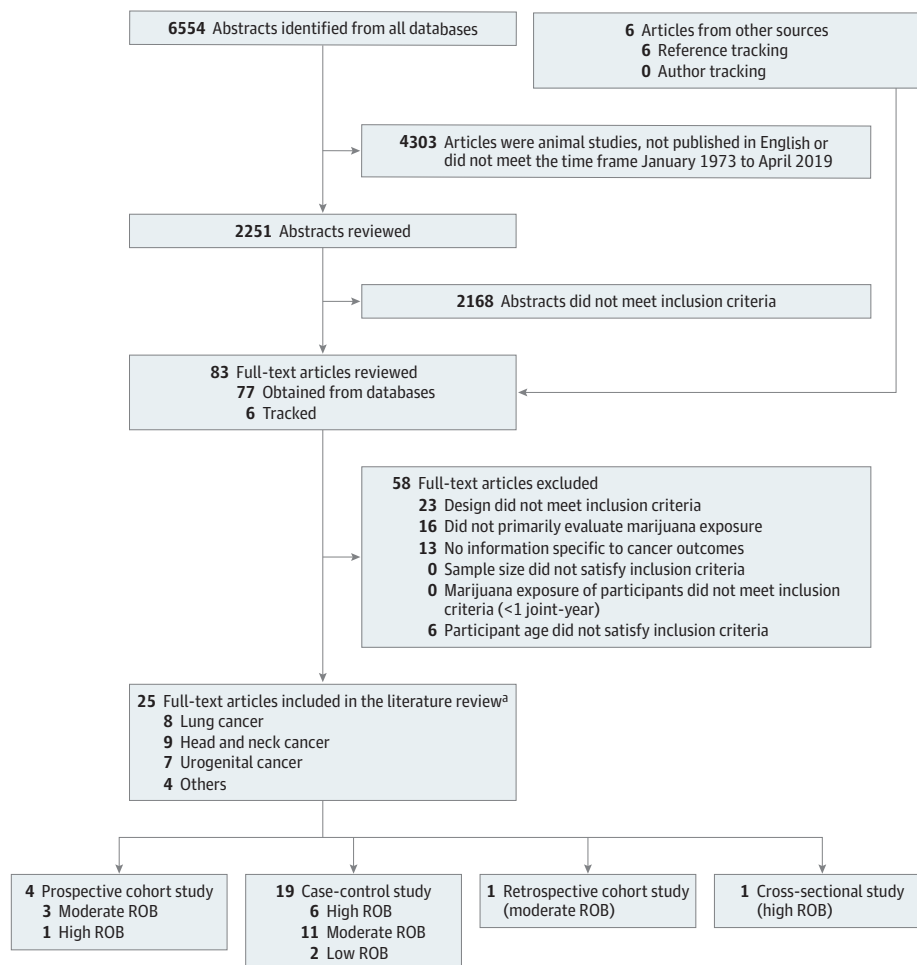 6554 Abstracts identified from all databases
6 Articles from other sources
6 Reference tracking
0 Author tracking
4303 Articles were animal studies, not published in English or
did not meet the time frame January 1973 to April 2019
2251 Abstracts reviewed
2168 Abstracts did not meet inclusion criteria
83 Full-text articles reviewed
77 Obtained from databases
6 Tracked
58 Full-text articles excluded
23 Design did not meet inclusion criteria
16 Did not primarily evaluate marijuana exposure
13 No information specific to cancer outcomes
0 Sample size did not satisfy inclusion criteria
0 Marijuana exposure of participants did not meet inclusion
criteria (<1 joint-year)
6 Participant age did not satisfy inclusion criteria
25 Full-text articles included in the literature reviewᵃ
8 Lung cancer
9 Head and neck cancer
7 Urogenital cancer
4 Others
4 Prospective cohort study
3 Moderate ROB
1 High ROB
19 Case-control study
6 High ROB
11 Moderate ROB
2 Low ROB
1 Retrospective cohort study
(moderate ROB)
1 Cross-sectional study
(high ROB)